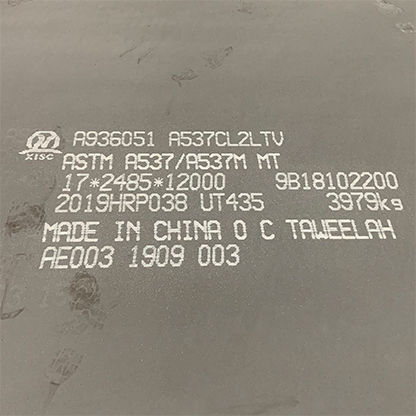 XISC A936051 A537CL2LTV
ASTM A537/A537M MT
17*2485*12000 9B18102200
2019HRP038 UT435 3979kg
MADE IN CHINA O C TAWEELAH
AE003 1909 003